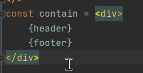 const contain = <div>
{header}
{footer}
</div>